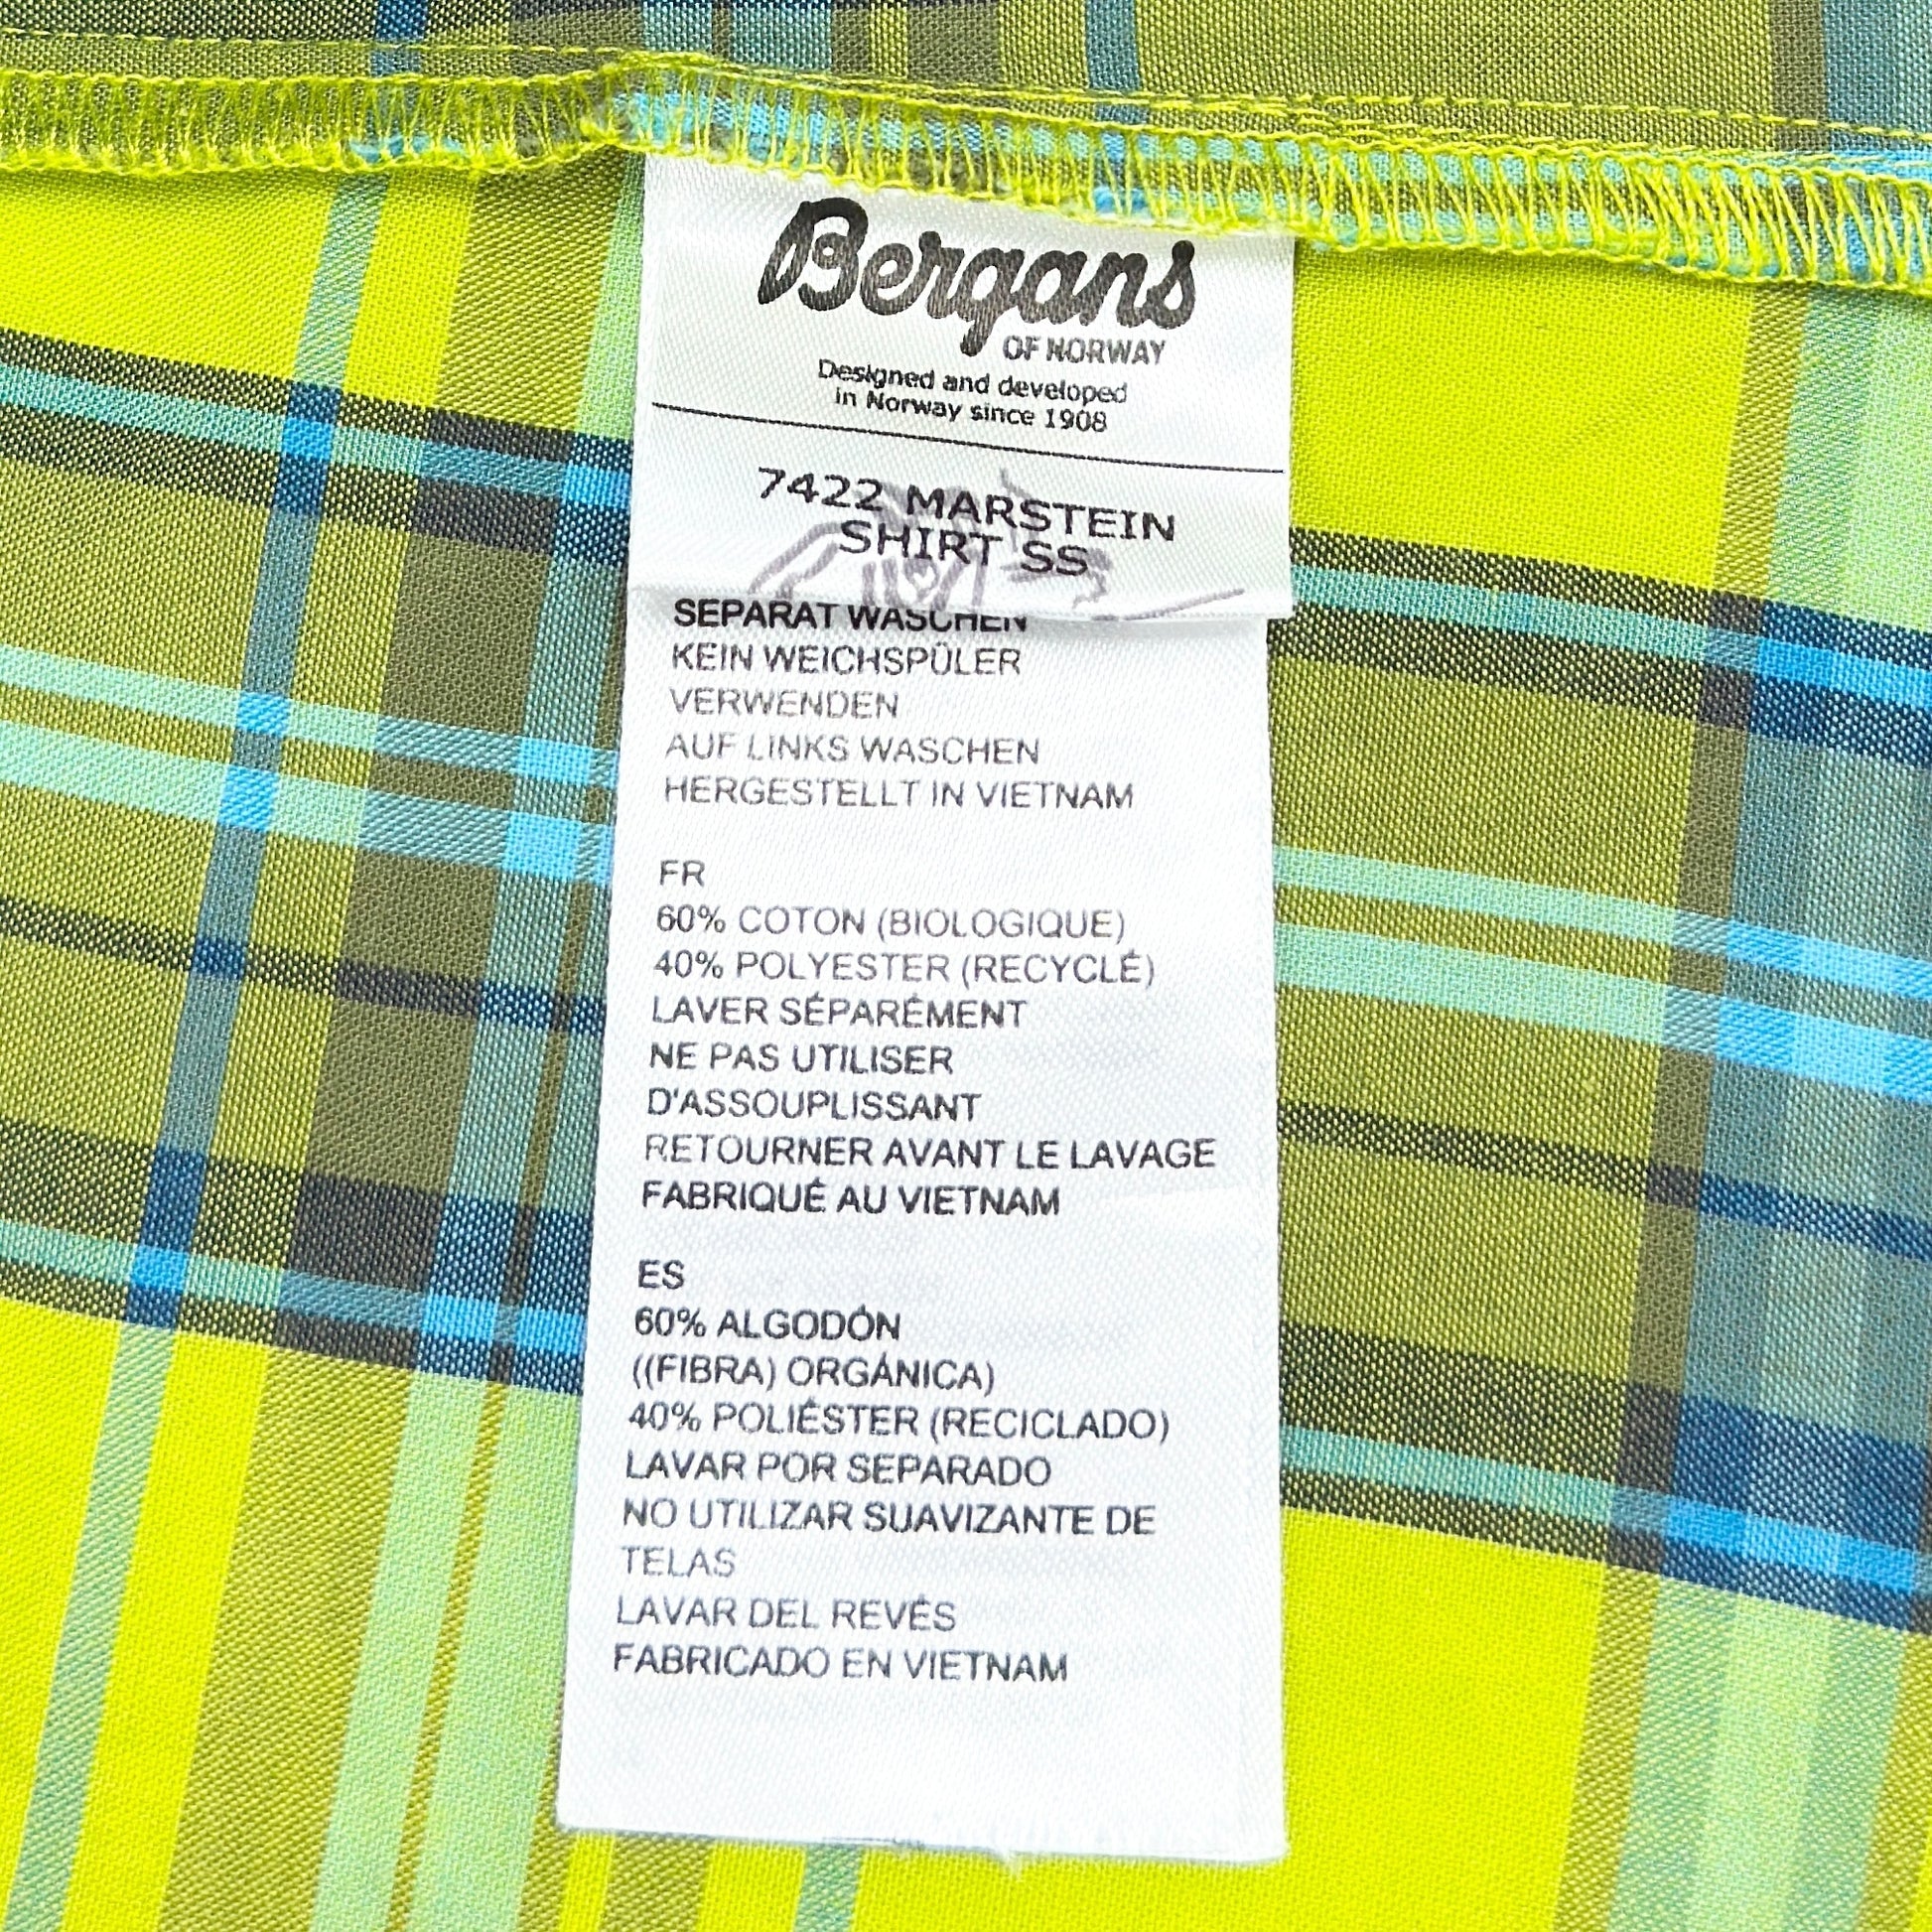 Bergans
OF NORWAY
Designed and developed
in Norway since 1908
7422 MARSTEIN
SHIRT SS
SEPARAT WASCHEN
KEIN WEICHSPÜLER
VERWENDEN
AUF LINKS WASCHEN
HERGESTELLT IN VIETNAM
FR
60% COTON (BIOLOGIQUE)
40% POLYESTER (RECYCLÉ)
LAVER SÉPARÉMENT
NE PAS UTILISER
D'ASSOUPLISSANT
RETOURNER AVANT LE LAVAGE
FABRIQUÉ AU VIETNAM
ES
60% ALGODÓN
((FIBRA) ORGÁNICA)
40% POLIÉSTER (RECICLADO)
LAVAR POR SEPARADO
NO UTILIZAR SUAVIZANTE DE
TELAS
LAVAR DEL REVÉS
FABRICADO EN VIETNAM